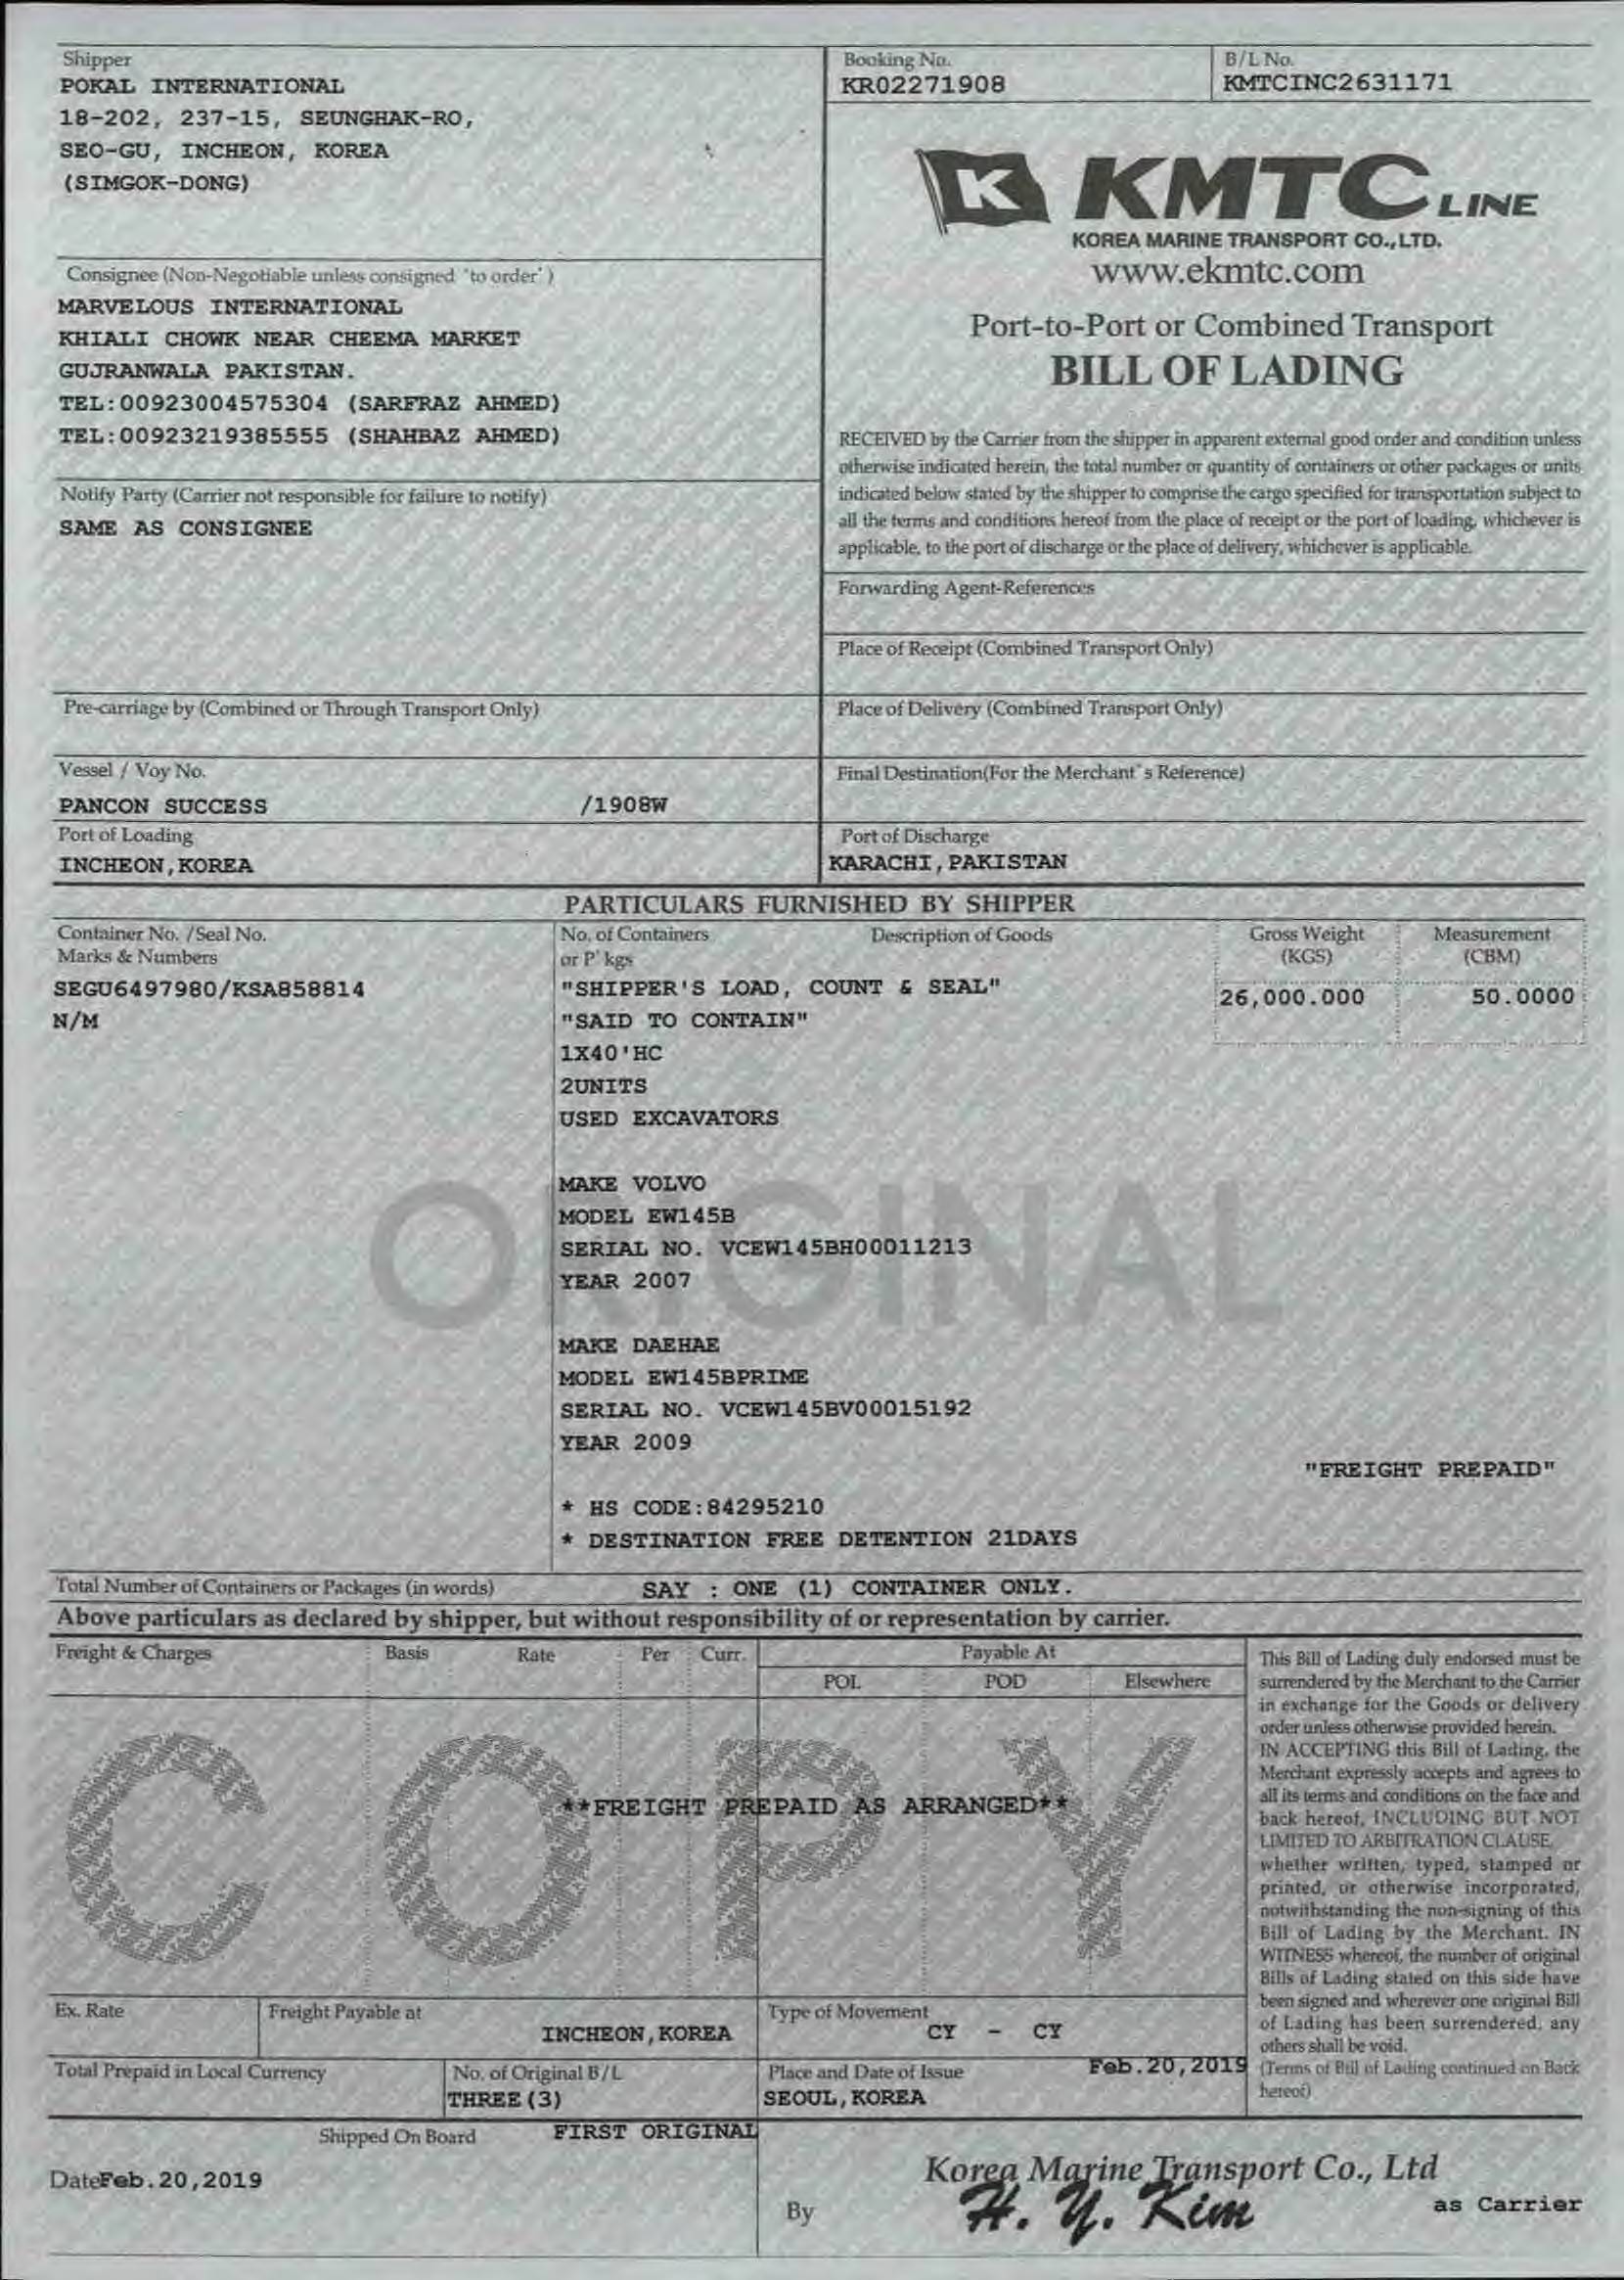 Shipper
POKAL INTERNATIONAL
18-202, 237-15, SEUNGHAK-RO,
SEO-GU, INCHEON, KOREA
(SIMGOK-DONG)
Booking No.
KR02271908
B/L No.
KMTCINC2631171
K KMTC LINE
KOREA MARINE TRANSPORT CO.,LTD.
www.ekmtc.com
Port-to-Port or Combined Transport
BILL OF LADING
Consignee (Non-Negotiable unless consigned 'to order' )
MARVELOUS INTERNATIONAL
KHIALI CHOWK NEAR CHEEMA MARKET
GUJRANWALA PAKISTAN.
TEL:00923004575304 (SARFRAZ AHMED)
TEL:00923219385555 (SHAHBAZ AHMED)
RECEIVED by the Carrier from the shipper in apparent external good order and condition unless
otherwise indicated herein, the total number or quantity of containers or other packages or units
indicated below stated by the shipper to comprise the cargo specified for transportation subject to
all the terms and conditions hereof from the place of receipt or the port of loading, whichever is
applicable, to the port of discharge or the place of delivery, whichever is applicable.
Notify Party (Carrier not responsible for failure to notify)
SAME AS CONSIGNEE
Forwarding Agent-References
Place of Receipt (Combined Transport Only)
Pre-carriage by (Combined or Through Transport Only)
Place of Delivery (Combined Transport Only)
Vessel / Voy No.
PANCON SUCCESS /1908W
Final Destination(For the Merchant's Reference)
Port of Loading
INCHEON,KOREA
Port of Discharge
KARACHI,PAKISTAN
PARTICULARS FURNISHED BY SHIPPER
Container No. /Seal No.
Marks & Numbers
No. of Containers
or P'kgs
Description of Goods
Gross Weight
(KGS)
Measurement
(CBM)
SEGU6497980/KSA858814
N/M
"SHIPPER'S LOAD, COUNT & SEAL"
26,000.000
50.0000
"SAID TO CONTAIN"
1X40'HC
2UNITS
USED EXCAVATORS
ORIGINAL
MAKE VOLVO
MODEL EW145B
SERIAL NO. VCEW145BH00011213
YEAR 2007
MAKE DAEHAE
MODEL EW145BPRIME
SERIAL NO. VCEW145BV00015192
YEAR 2009
"FREIGHT PREPAID"
* HS CODE:84295210
* DESTINATION FREE DETENTION 21DAYS
Total Number of Containers or Packages (in words)
SAY : ONE (1) CONTAINER ONLY.
Above particulars as declared by shipper, but without responsibility of or representation by carrier.
Freight & Charges
Basis
Rate
Per
Curr.
Payable At
POL
POD
Elsewhere
COPY
**FREIGHT PREPAID AS ARRANGED**
This Bill of Lading duly endorsed must be
surrendered by the Merchant to the Carrier
in exchange for the Goods or delivery
order unless otherwise provided herein.
IN ACCEPTING this Bill of Lading, the
Merchant expressly accepts and agrees to
all its terms and conditions on the face and
back hereof, INCLUDING BUT NOT
LIMITED TO ARBITRATION CLAUSE,
whether written, typed, stamped or
printed, or otherwise incorporated,
notwithstanding the non-signing of this
Bill of Lading by the Merchant. IN
WITNESS whereof, the number of original
Bills of Lading stated on this side have
been signed and wherever one original Bill
of Lading has been surrendered, any
others shall be void.
(Terms of Bill of Lading continued on Back
hereof)
Ex. Rate
Freight Payable at
INCHEON,KOREA
Type of Movement
CY - CY
Total Prepaid in Local Currency
No. of Original B/L
THREE(3)
Place and Date of Issue
SEOUL,KOREA
Feb.20,2019
Shipped On Board
FIRST ORIGINAL
Date Feb.20,2019
Korea Marine Transport Co., Ltd
By
H. Y. Kim
as Carrier